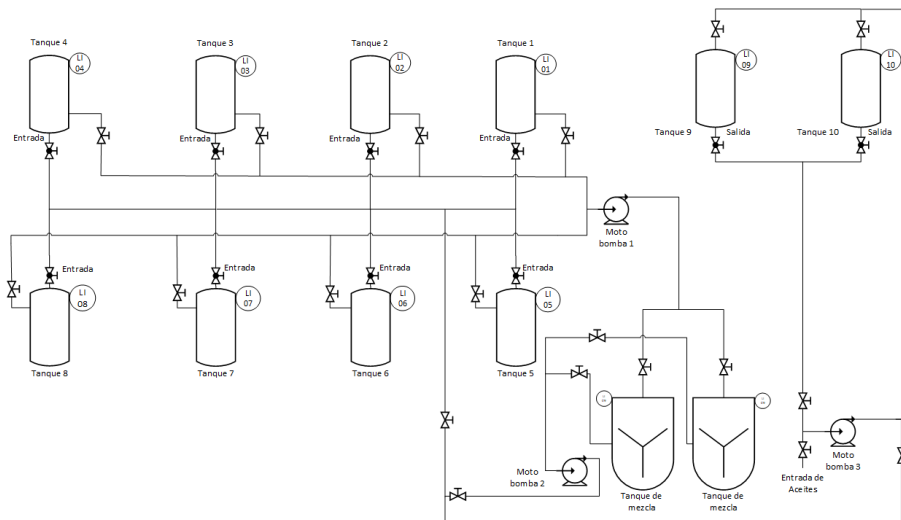 Tanque 4
LI
04
Tanque 3
LI
03
Tanque 2
LI
02
Tanque 1
LI
01
LI
09
LI
10
Entrada
Entrada
Entrada
Entrada
Tanque 9
Salida
Tanque 10
Salida
Moto
bomba 1
Entrada
Entrada
Entrada
Entrada
LI
08
LI
07
LI
06
LI
05
Tanque 8
Tanque 7
Tanque 6
Tanque 5
Moto
bomba 2
Tanque de
mezcla
Tanque de
mezcla
Entrada de
Aceites
Moto
bomba 3